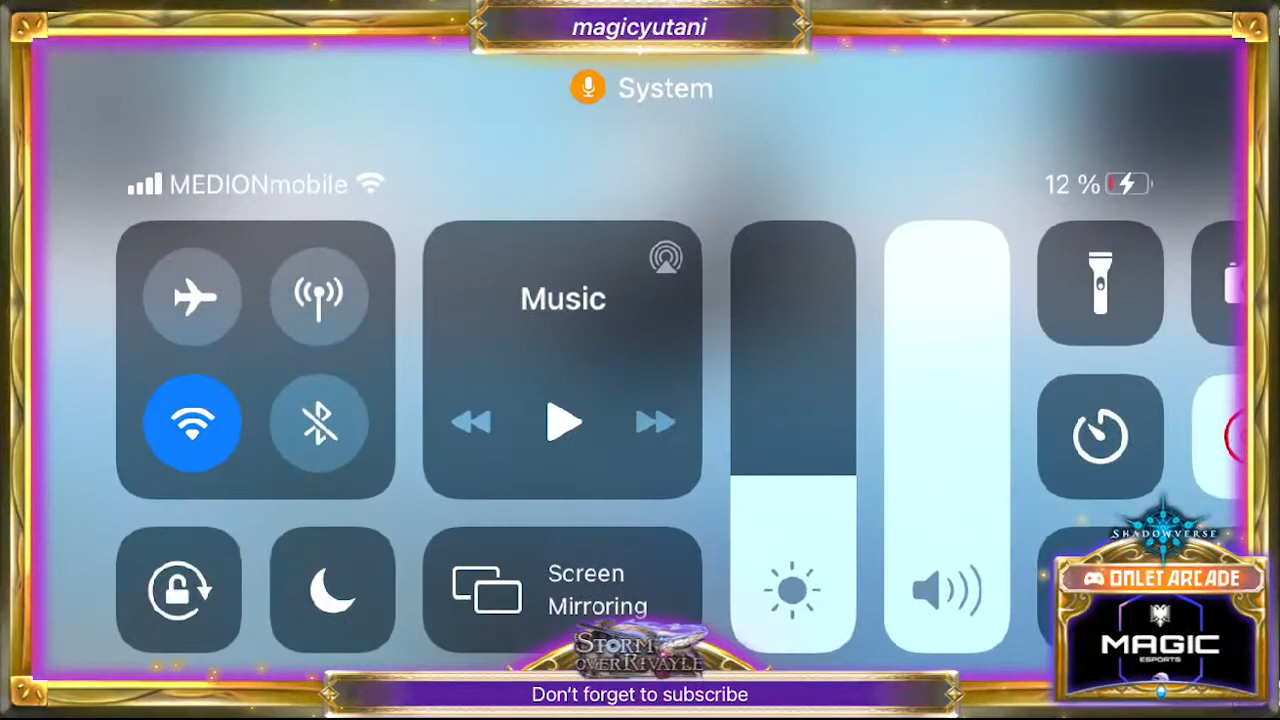 magicyutani
System
MEDIONmobile
12 %
Music
Screen
Mirroring
SHADOWVERSE
ONLET ARCADE
MAGIC
ESPORTS
STORM
OVER RIVAYLE
Don't forget to subscribe